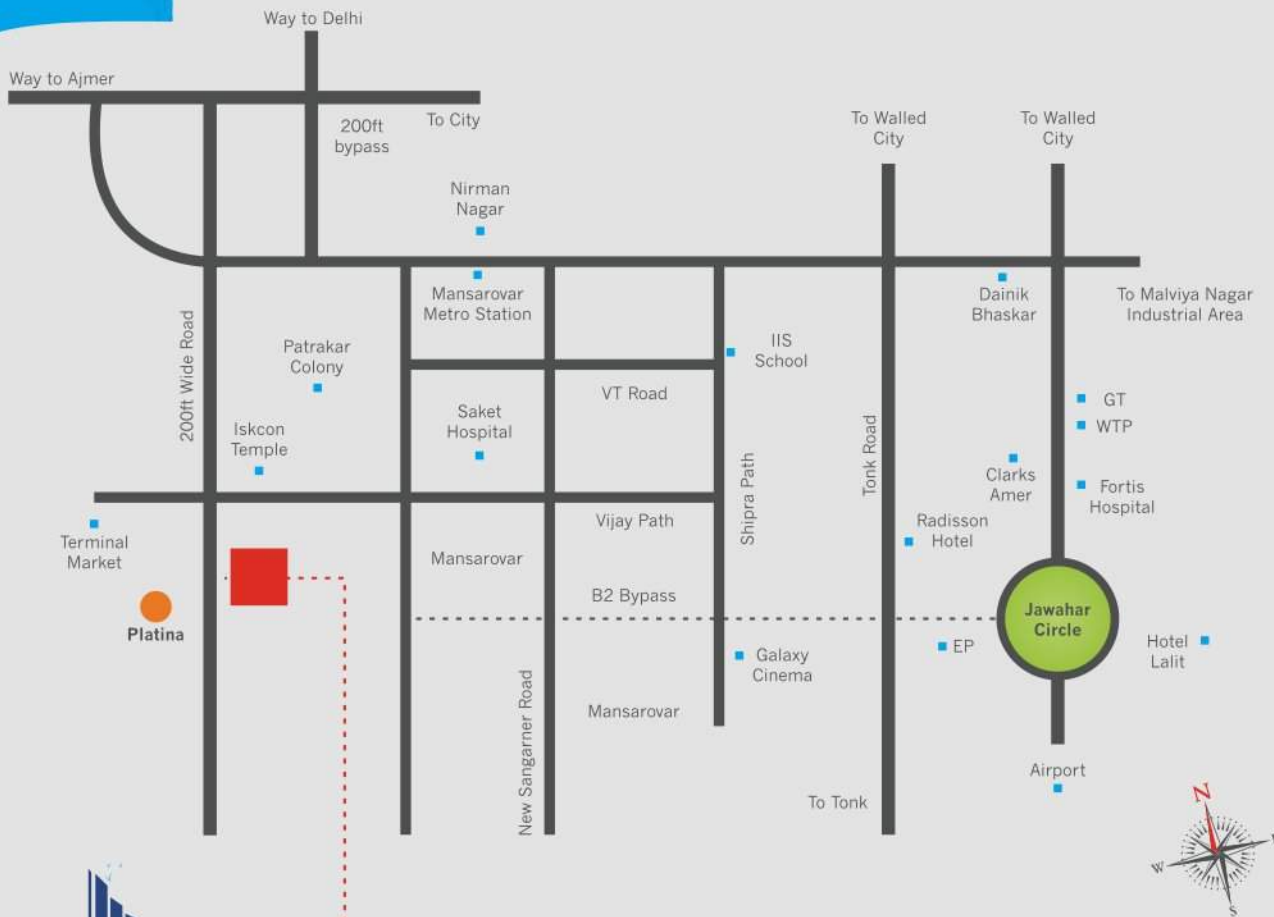 Way to Delhi
Way to Ajmer
200ft
bypass
To City
To Walled
City
To Walled
City
Nirman
Nagar
Mansarovar
Metro Station
Dainik
Bhaskar
To Malviya Nagar
Industrial Area
200ft Wide Road
Patrakar
Colony
IIS
School
VT Road
GT
WTP
Saket
Hospital
Iskcon
Temple
Tonk Road
Clarks
Amer
Fortis
Hospital
Shipra Path
Vijay Path
Radisson
Hotel
Terminal
Market
Mansarovar
B2 Bypass
Jawahar
Circle
Platina
EP
Hotel
Lalit
Galaxy
Cinema
New Sangarner Road
Mansarovar
Airport
To Tonk
N
W
S